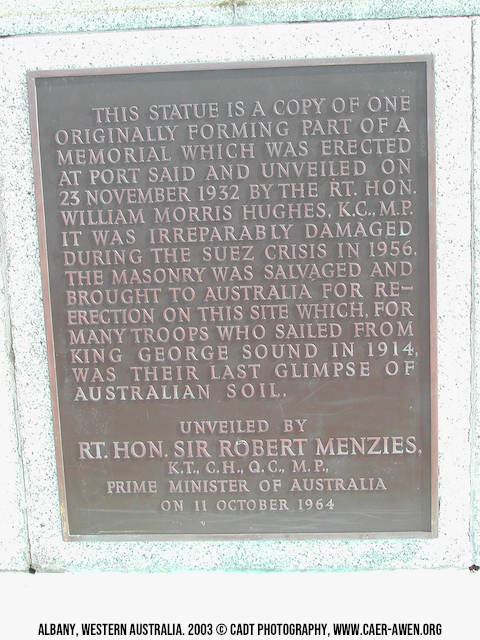 THIS STATUE IS A COPY OF ONE
ORIGINALLY FORMING PART OF A
MEMORIAL WHICH WAS ERECTED
AT PORT SAID AND UNVEILED ON
23 NOVEMBER 1932 BY THE RT. HON.
WILLIAM MORRIS HUGHES, K.C., M.P.
IT WAS IRREPARABLY DAMAGED
DURING THE SUEZ CRISIS IN 1956.
THE MASONRY WAS SALVAGED AND
BROUGHT TO AUSTRALIA FOR RE-
ERECTION ON THIS SITE WHICH, FOR
MANY TROOPS WHO SAILED FROM
KING GEORGE SOUND IN 1914,
WAS THEIR LAST GLIMPSE OF
AUSTRALIAN SOIL.
UNVEILED BY
RT. HON. SIR ROBERT MENZIES,
K.T., C.H., Q.C., M.P.,
PRIME MINISTER OF AUSTRALIA
ON 11 OCTOBER 1964
ALBANY, WESTERN AUSTRALIA. 2003 © CADT PHOTOGRAPHY, WWW.CAER-AWEN.ORG